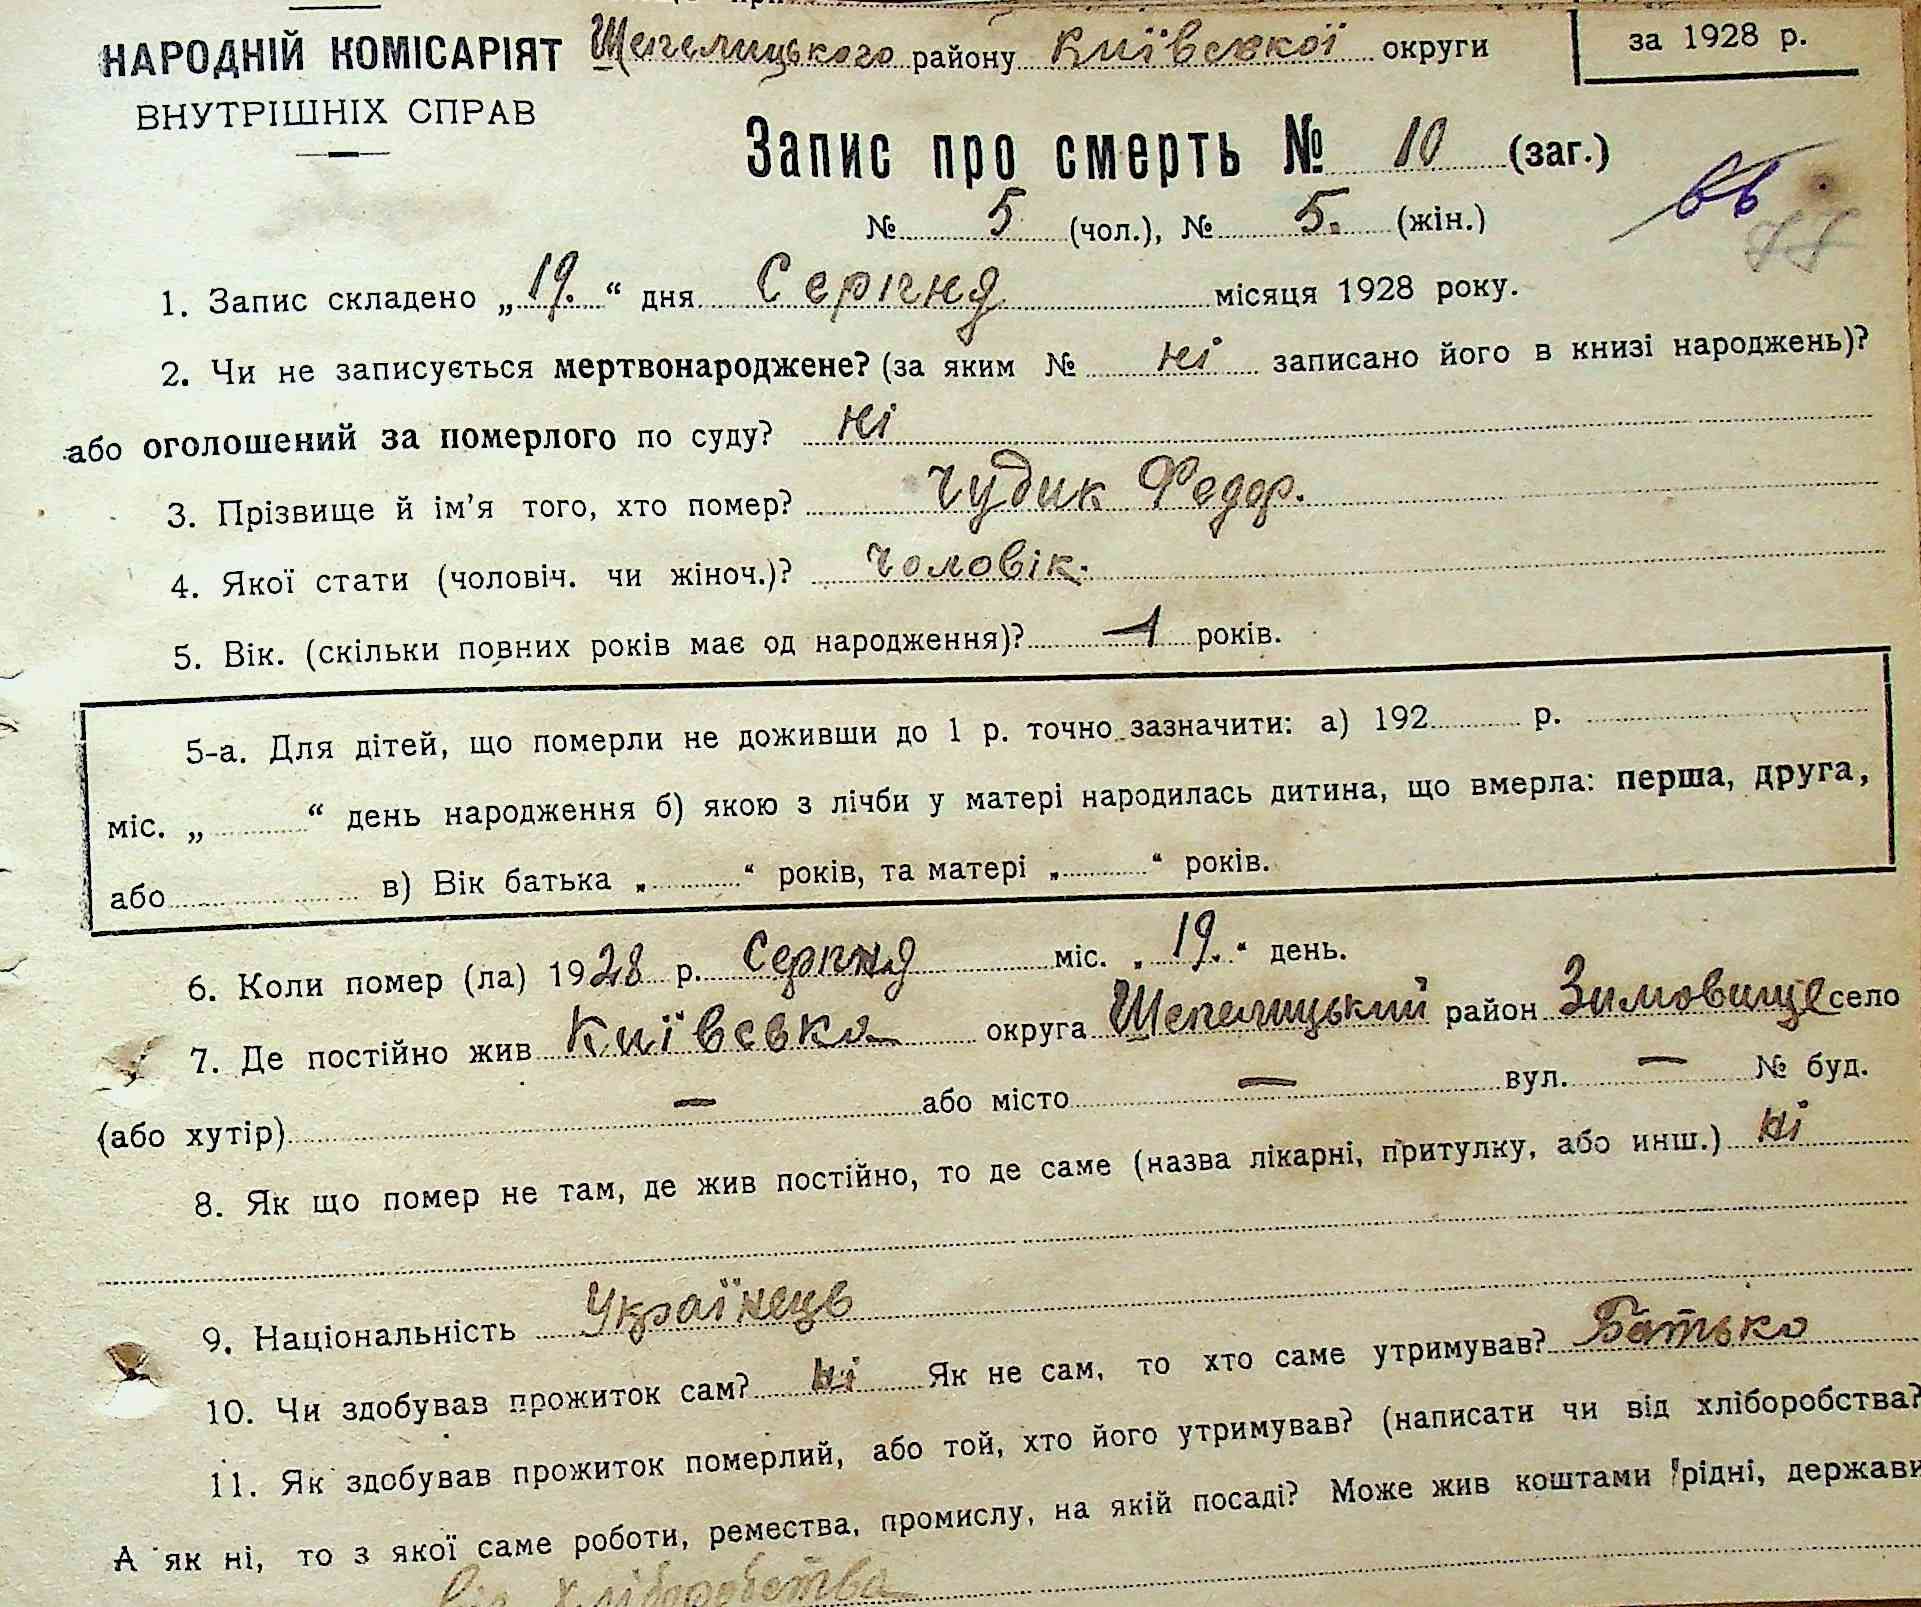 НАРОДНІЙ КОМІСАРІЯТ Шепелицького району Київської округи за 1928 р.
ВНУТРІШНІХ СПРАВ
Запис про смерть № 10 (заг.)
№ 5 (чол.), № 5. (жін.)
1. Запис складено „19.“ дня Серпня місяця 1928 року.
2. Чи не записується мертвонароджене? (за яким № ні записано його в книзі народжень)?
або оголошений за померлого по суду? ні
3. Прізвище й ім’я того, хто помер? Чудик Федор.
4. Якої стати (чоловіч. чи жіноч.)? Чоловік.
5. Вік. (скільки повних років має од народження)? 1 років.
5-а. Для дітей, що померли не доживши до 1 р. точно зазначити: а) 192 р.
міс. „ “ день народження б) якою з лічби у матері народилась дитина, що вмерла: перша, друга,
або в) Вік батька „ “ років, та матері „ “ років.
6. Коли помер (ла) 1928 р. Серпня міс. „19.“ день.
7. Де постійно жив Київська округа Шепелицький район Зимовище село
(або хутір) — або місто — вул. — № буд.
8. Як що помер не там, де жив постійно, то де саме (назва лікарні, притулку, або инш.) ні
9. Національність Українець
10. Чи здобував прожиток сам? ні Як не сам, то хто саме утримував? Батько
11. Як здобував прожиток померлий, або той, хто його утримував? (написати чи від хліборобства?
А як ні, то з якої саме роботи, ремества, промислу, на якій посаді? Може жив коштами рідні, держави
Від хліборобства